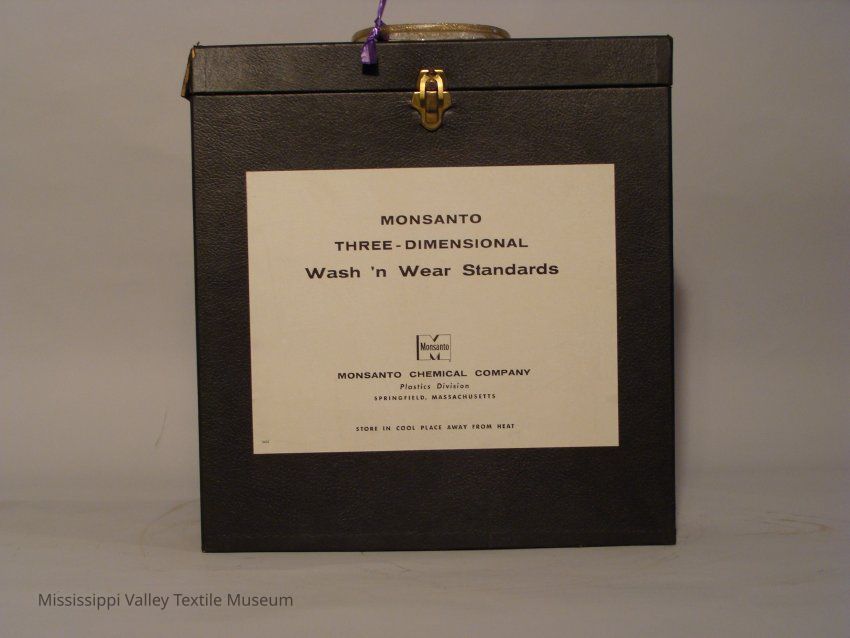 MONSANTO
THREE-DIMENSIONAL
Wash 'n Wear Standards
Monsanto
MONSANTO CHEMICAL COMPANY
Plastics Division
SPRINGFIELD, MASSACHUSETTS
STORE IN COOL PLACE AWAY FROM HEAT
Mississippi Valley Textile Museum